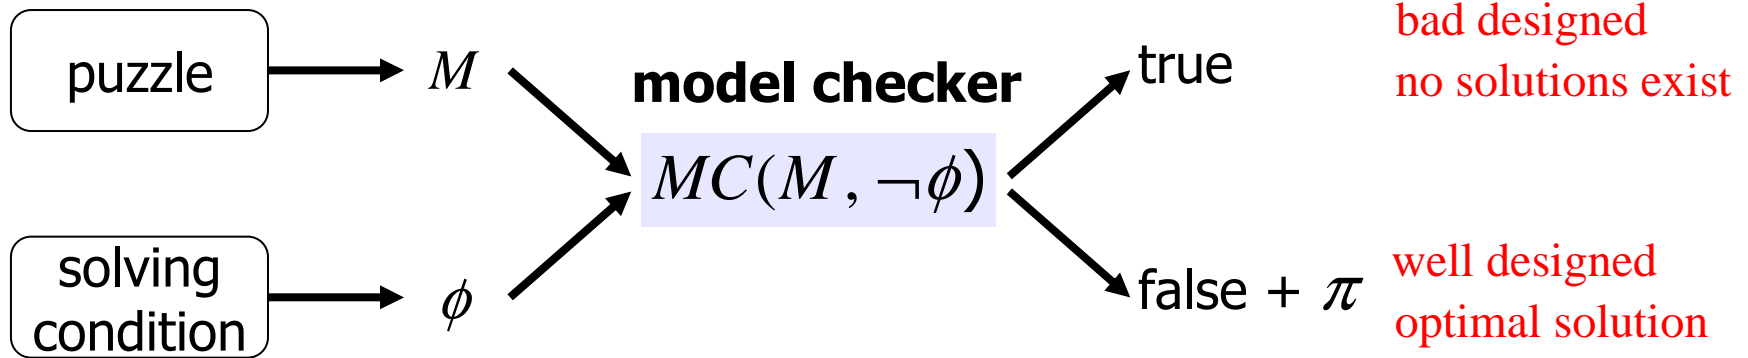 puzzle
M
model checker
true
bad designed
no solutions exist
MC(M, ¬ϕ)
solving
condition
ϕ
false + π
well designed
optimal solution